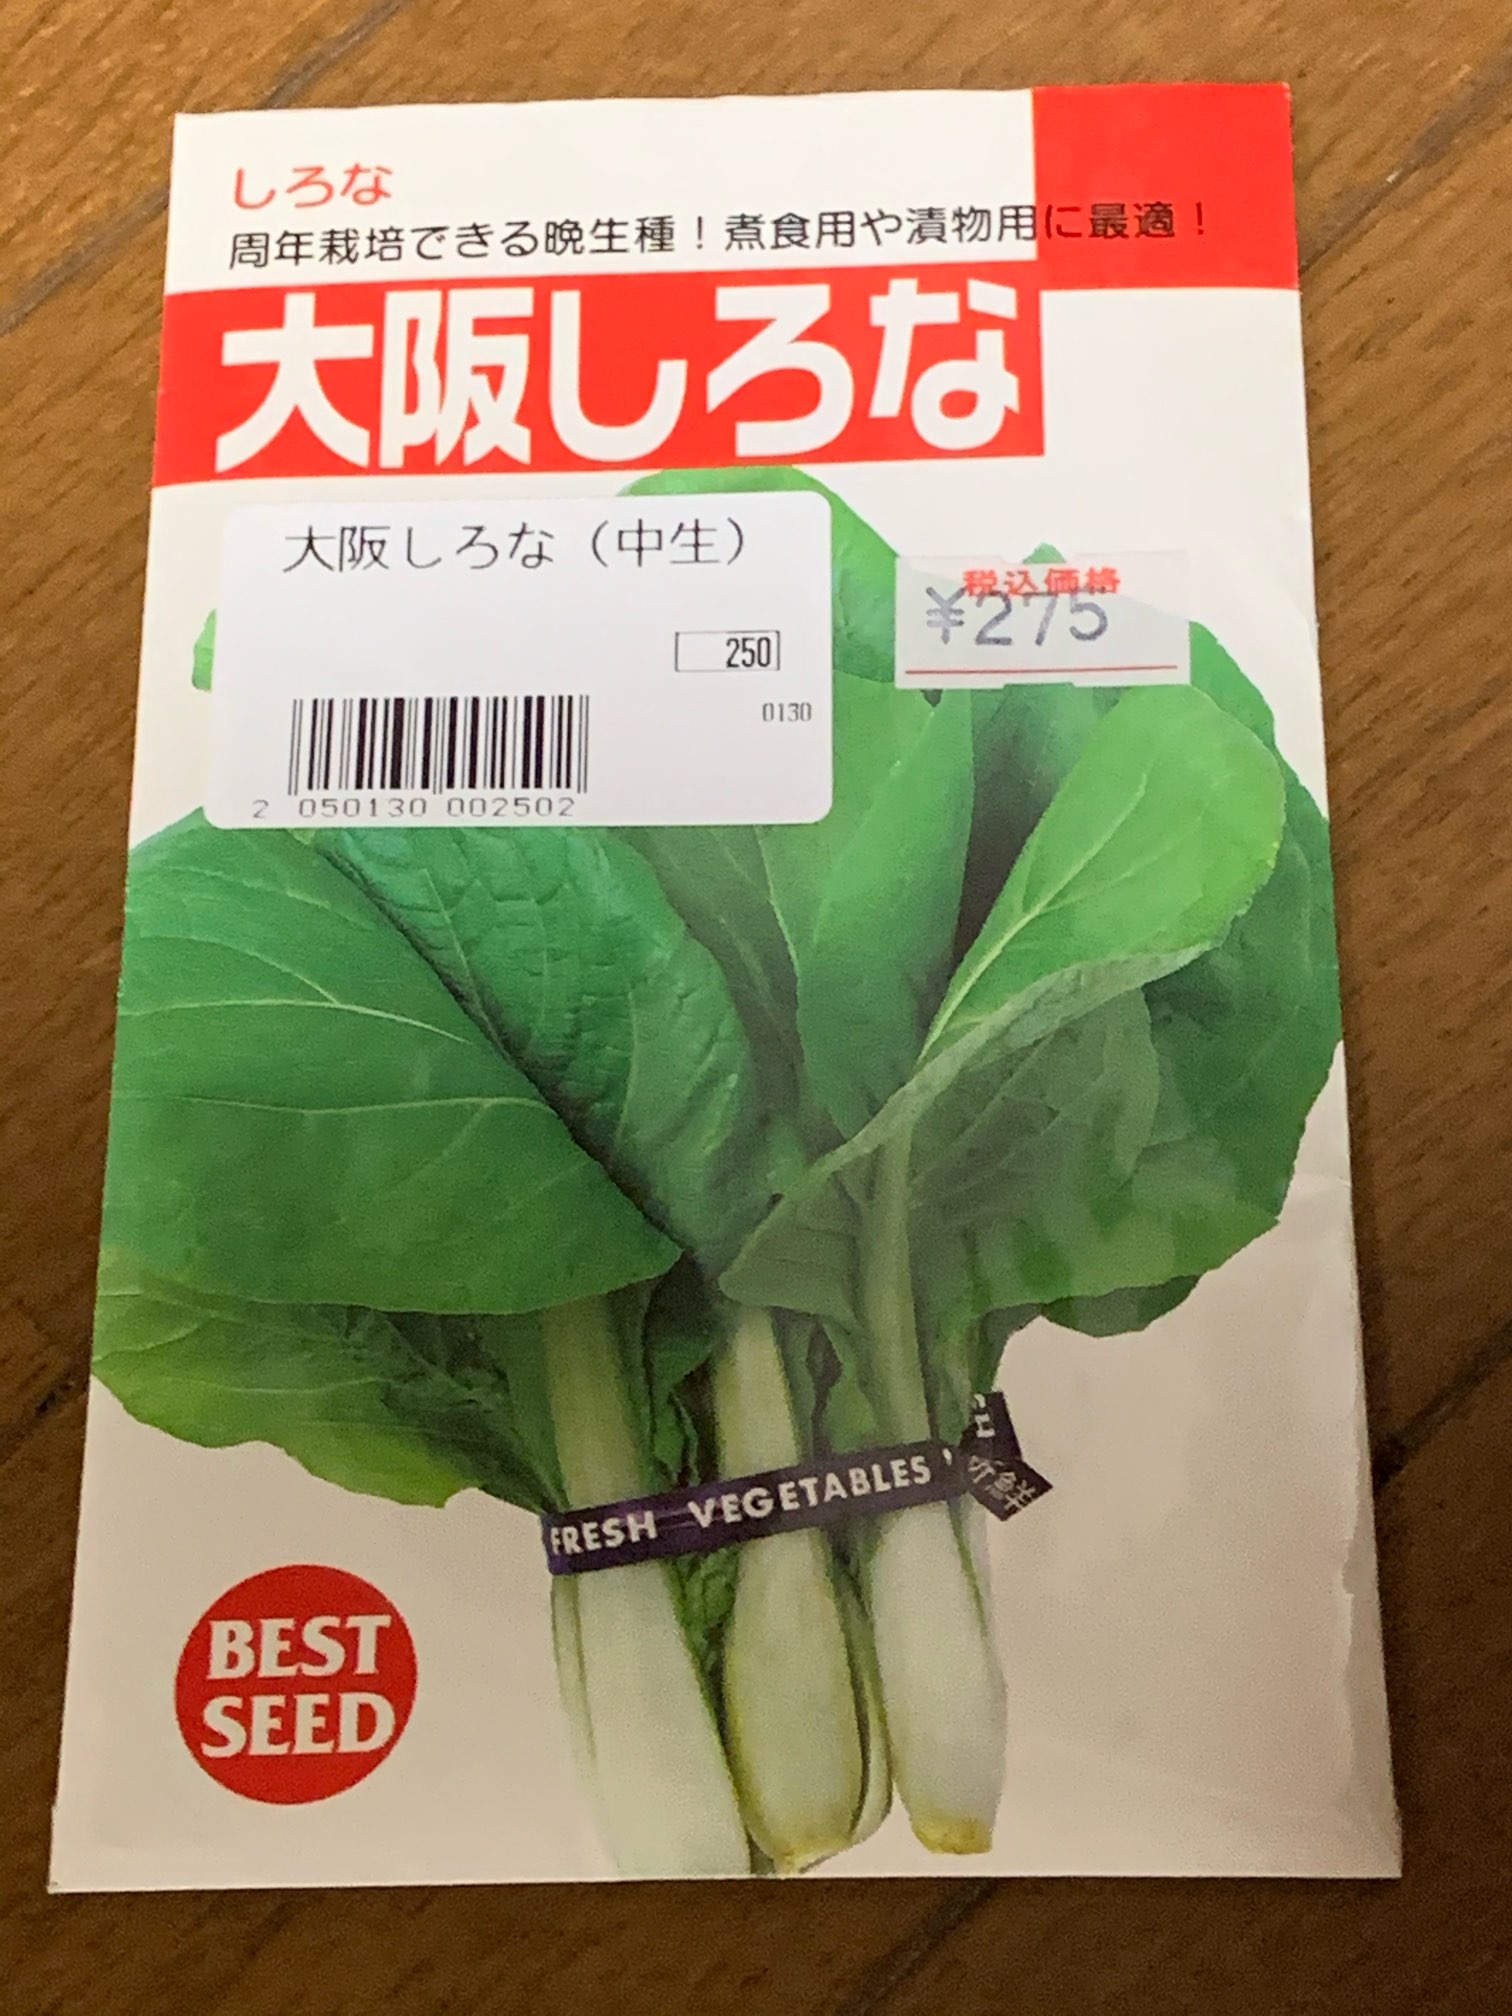 しろな
周年栽培できる晩生種！煮食用や漬物用に最適！
大阪しろな
大阪しろな（中生）
250
0130
2 050130 002502
税込価格
¥275
FRESH VEGETABLES
鮮
BEST
SEED